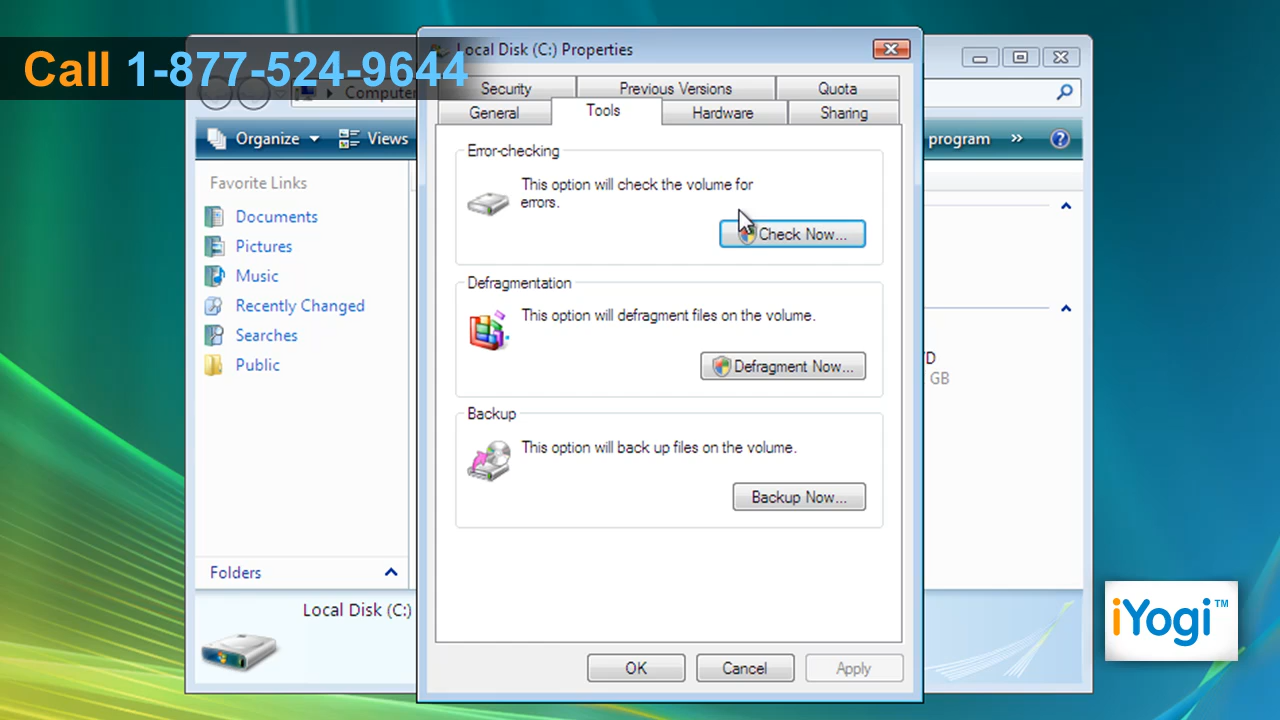 Call 1-877-524-9644
Local Disk (C:) Properties
Computer
Security
Previous Versions
Quota
General
Tools
Hardware
Sharing
Organize
Views
program
»
?
Favorite Links
Documents
Pictures
Music
Recently Changed
Searches
Public
Folders
Local Disk (C:)
Error-checking
This option will check the volume for
errors.
Check Now...
Defragmentation
This option will defragment files on the volume.
Defragment Now...
Backup
This option will back up files on the volume.
Backup Now...
GB
OK
Cancel
Apply
iYogi™